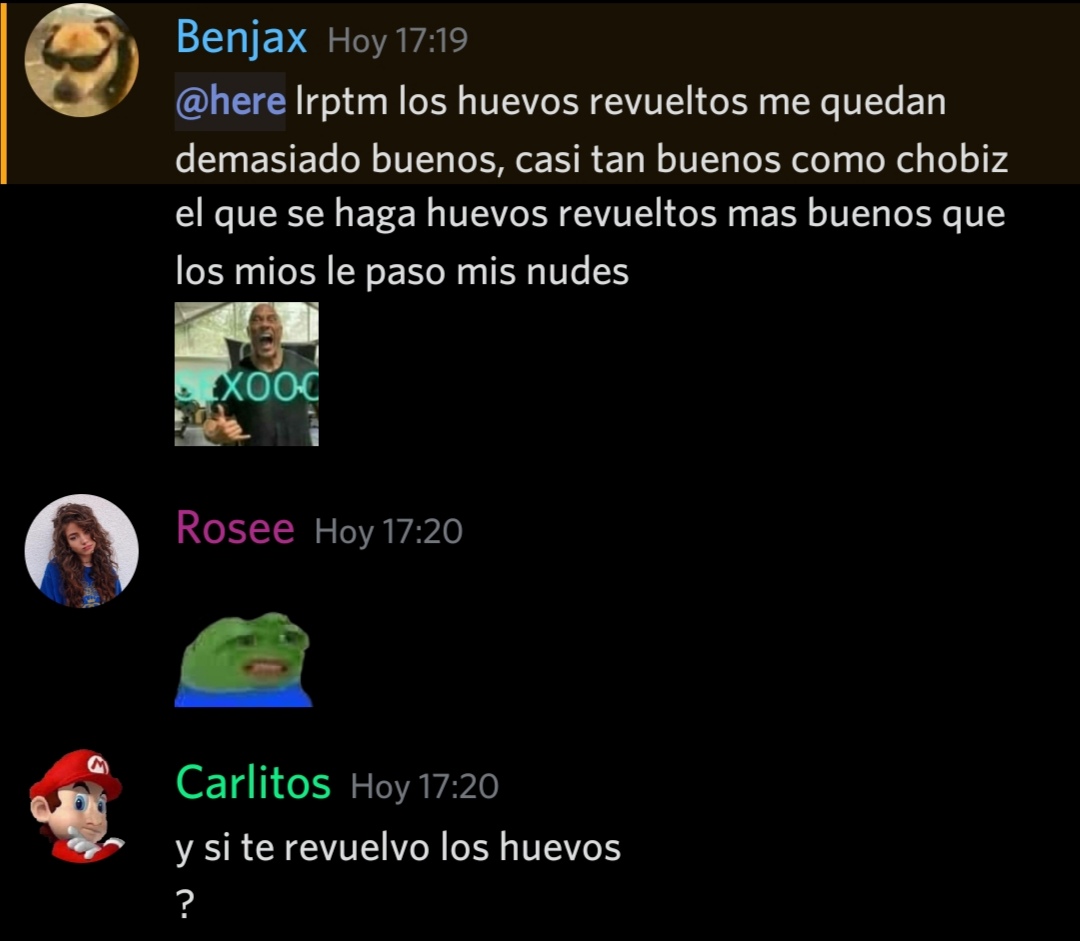 Benjax Hoy 17:19
@here lrptm los huevos revueltos me quedan
demasiado buenos, casi tan buenos como chobiz
el que se haga huevos revueltos mas buenos que
los mios le paso mis nudes
SEXOOO
Rosee Hoy 17:20
Carlitos Hoy 17:20
M
y si te revuelvo los huevos
?